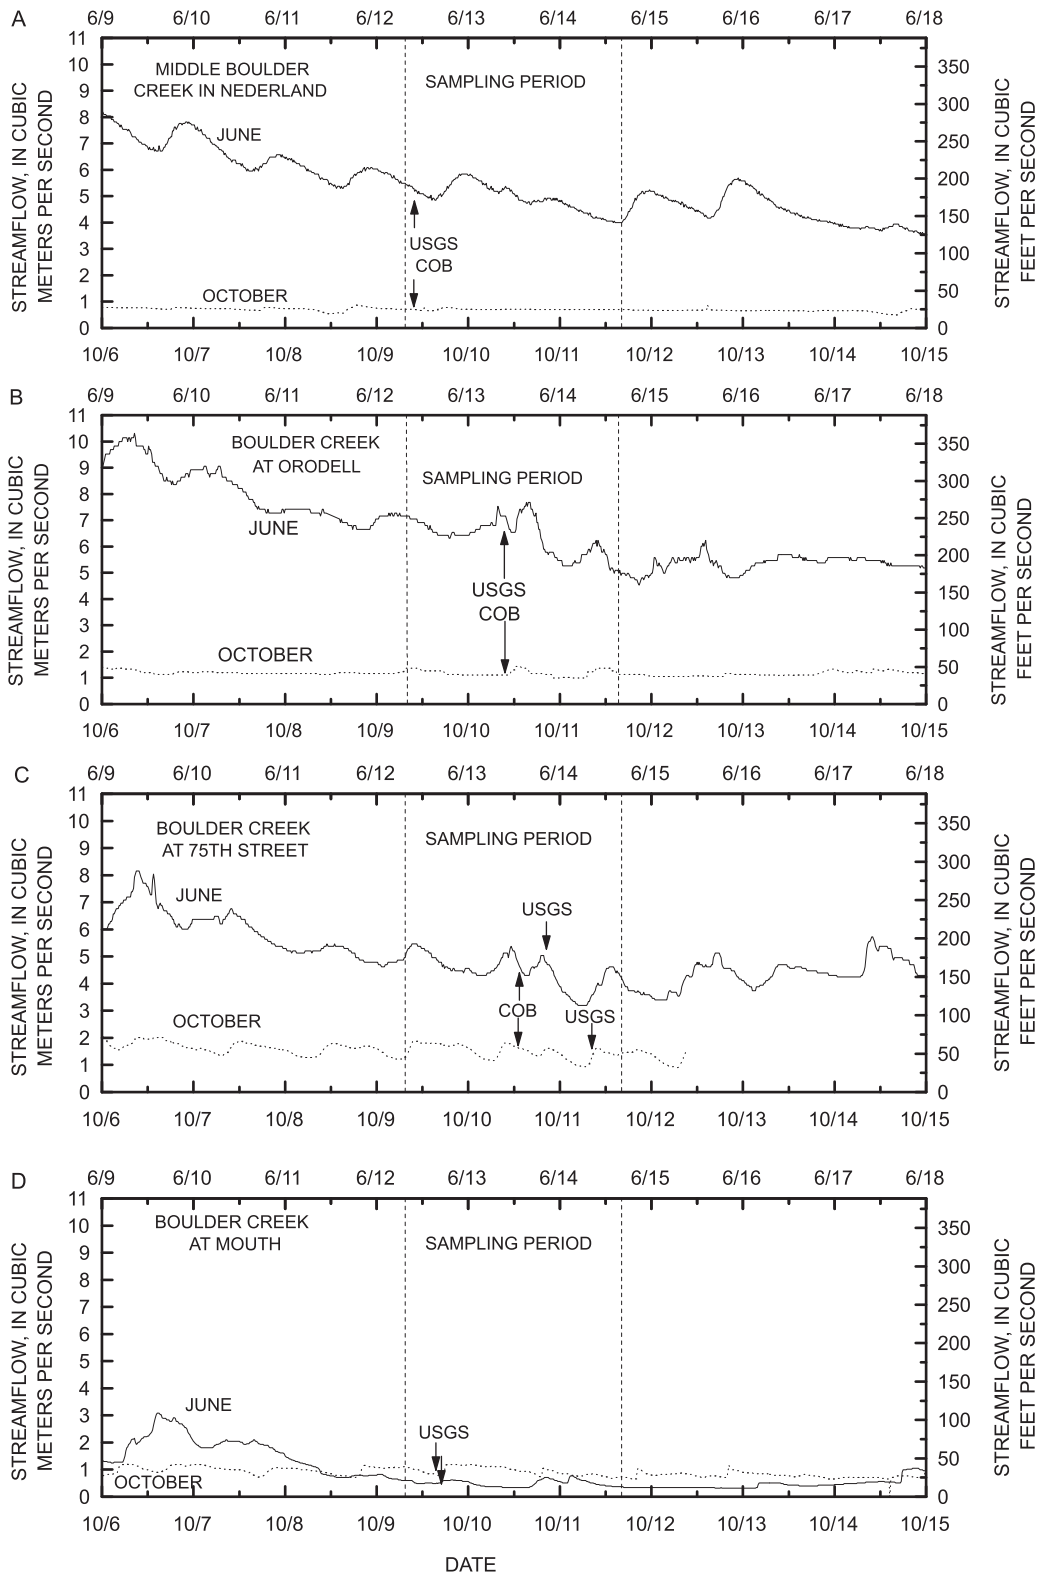 A
6/9 6/10 6/11 6/12 6/13 6/14 6/15 6/16 6/17 6/18
11
10
9
8
7
6
5
4
3
2
1
0
STREAMFLOW, IN CUBIC
METERS PER SECOND
MIDDLE BOULDER
CREEK IN NEDERLAND
SAMPLING PERIOD
JUNE
USGS
COB
OCTOBER
350
300
250
200
150
100
50
0
STREAMFLOW, IN CUBIC
FEET PER SECOND
10/6 10/7 10/8 10/9 10/10 10/11 10/12 10/13 10/14 10/15
B
6/9 6/10 6/11 6/12 6/13 6/14 6/15 6/16 6/17 6/18
11
10
9
8
7
6
5
4
3
2
1
0
STREAMFLOW, IN CUBIC
METERS PER SECOND
BOULDER CREEK
AT ORODELL
SAMPLING PERIOD
JUNE
USGS
COB
OCTOBER
350
300
250
200
150
100
50
0
STREAMFLOW, IN CUBIC
FEET PER SECOND
10/6 10/7 10/8 10/9 10/10 10/11 10/12 10/13 10/14 10/15
C
6/9 6/10 6/11 6/12 6/13 6/14 6/15 6/16 6/17 6/18
11
10
9
8
7
6
5
4
3
2
1
0
STREAMFLOW, IN CUBIC
METERS PER SECOND
BOULDER CREEK
AT 75TH STREET
SAMPLING PERIOD
JUNE
USGS
COB
USGS
OCTOBER
350
300
250
200
150
100
50
0
STREAMFLOW, IN CUBIC
FEET PER SECOND
10/6 10/7 10/8 10/9 10/10 10/11 10/12 10/13 10/14 10/15
D
6/9 6/10 6/11 6/12 6/13 6/14 6/15 6/16 6/17 6/18
11
10
9
8
7
6
5
4
3
2
1
0
STREAMFLOW, IN CUBIC
METERS PER SECOND
BOULDER CREEK
AT MOUTH
SAMPLING PERIOD
JUNE
USGS
OCTOBER
350
300
250
200
150
100
50
0
STREAMFLOW, IN CUBIC
FEET PER SECOND
10/6 10/7 10/8 10/9 10/10 10/11 10/12 10/13 10/14 10/15
DATE